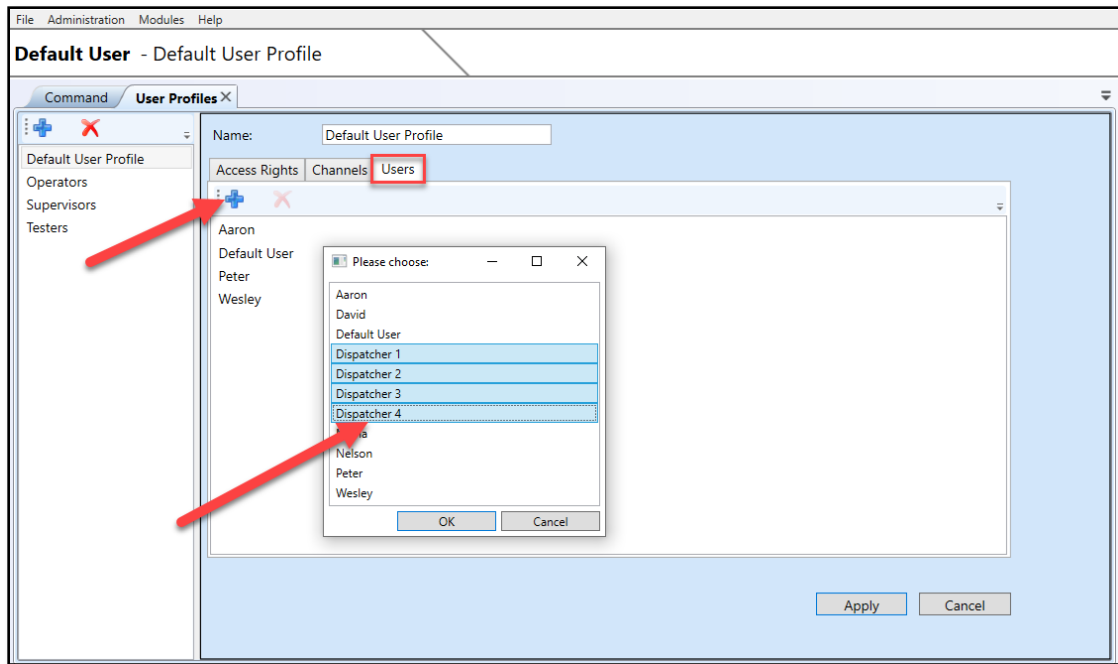 File Administration Modules Help
Default User - Default User Profile
Command User Profiles
Default User Profile
Operators
Supervisors
Testers
Name: Default User Profile
Access Rights Channels Users
Aaron
Default User
Peter
Wesley
Please choose:
Aaron
David
Default User
Dispatcher 1
Dispatcher 2
Dispatcher 3
Dispatcher 4
Nelson
Peter
Wesley
OK Cancel
Apply Cancel